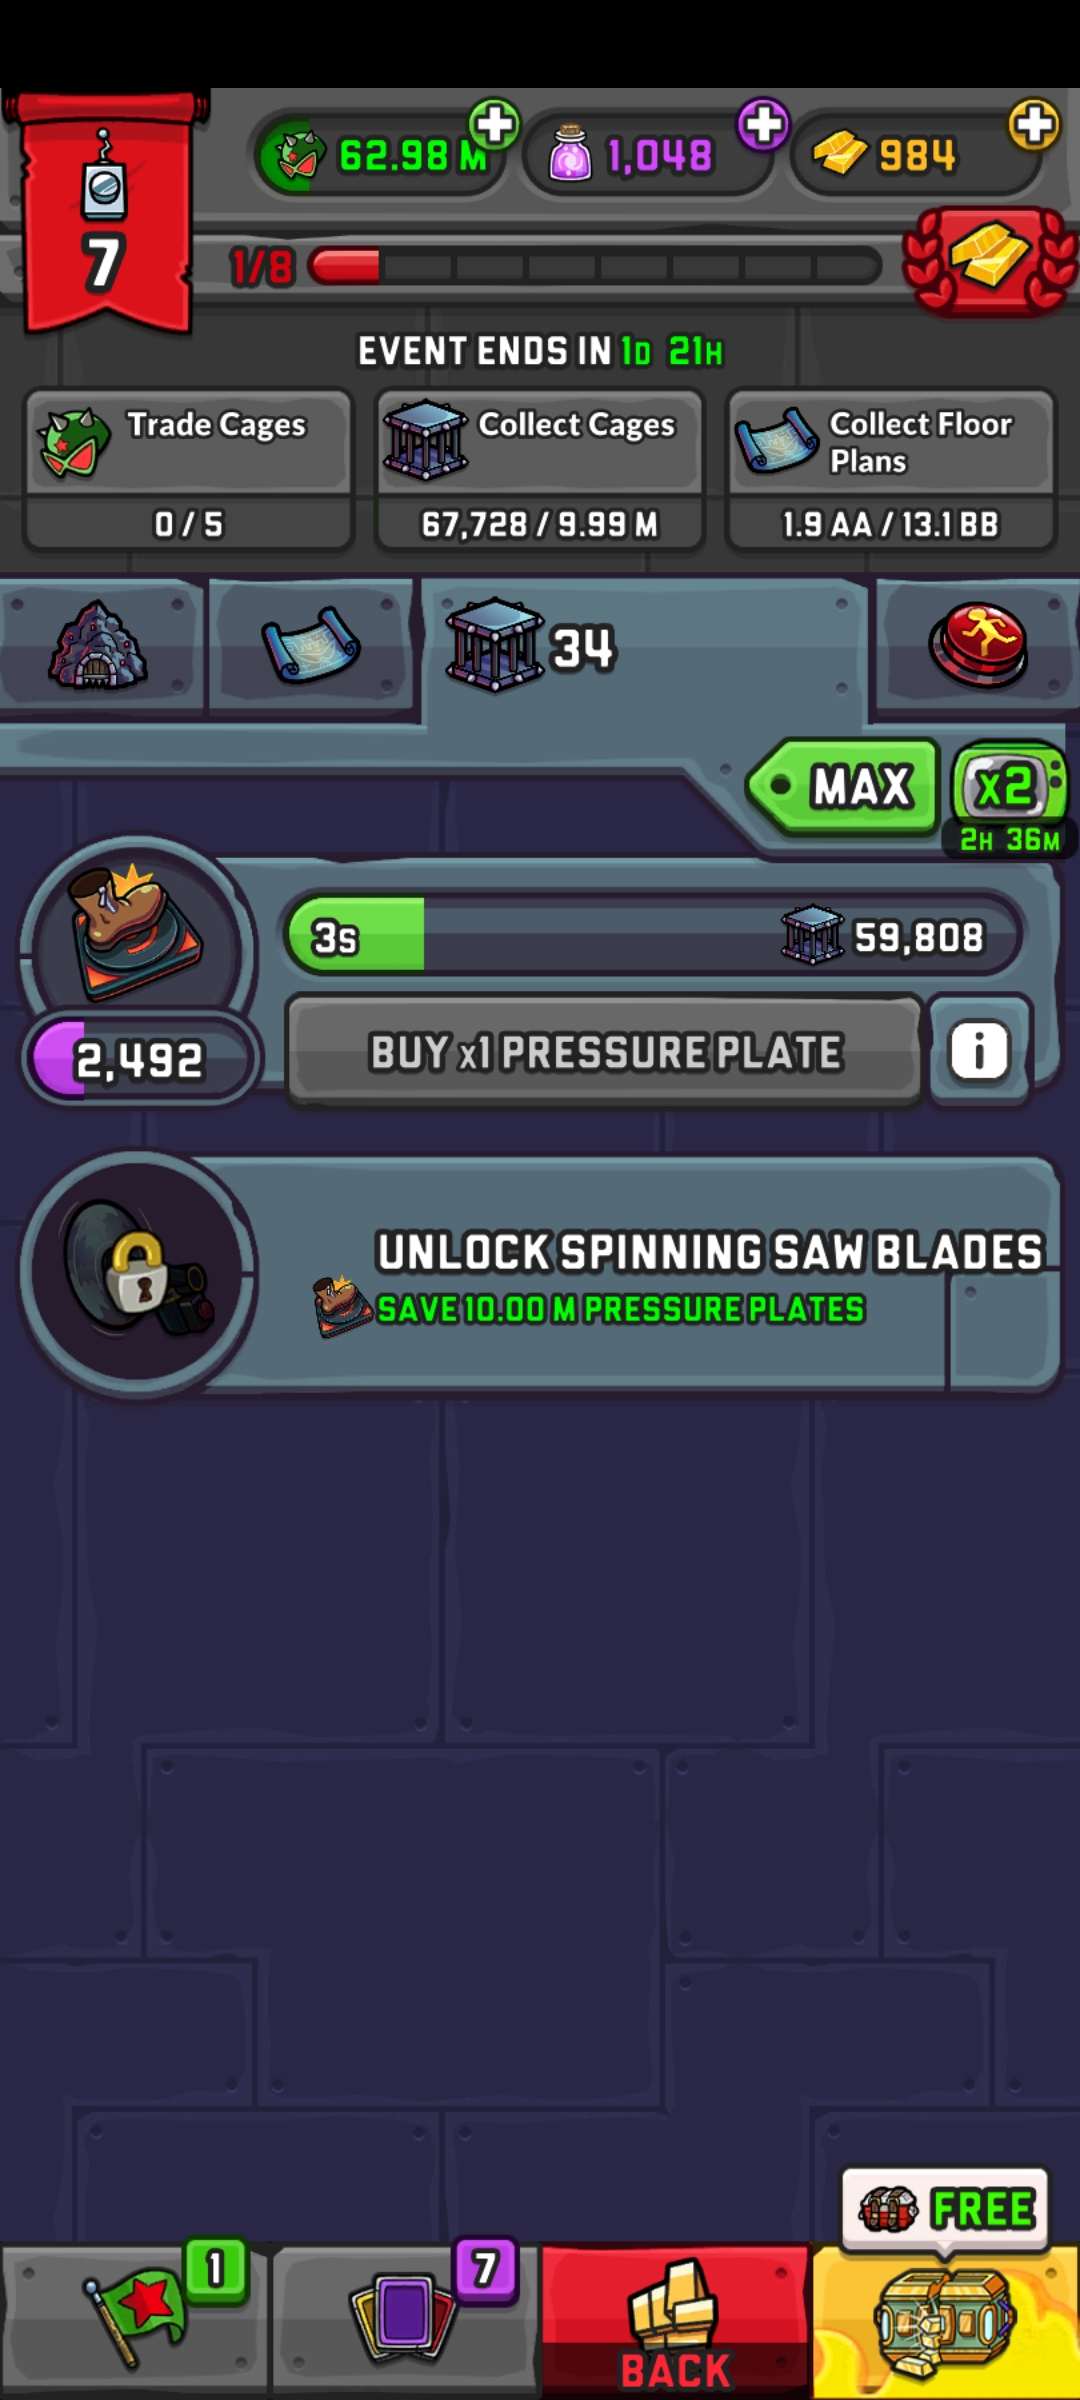 62.98 M
1,048
984
7
1/8
EVENT ENDS IN 1D 21H
Trade Cages
0 / 5
Collect Cages
67,728 / 9.99 M
Collect Floor
Plans
1.9 AA / 13.1 BB
34
MAX
x2
2H 36M
3s
59,808
2,492
BUY x1 PRESSURE PLATE
i
UNLOCK SPINNING SAW BLADES
SAVE 10.00 M PRESSURE PLATES
FREE
1
7
BACK